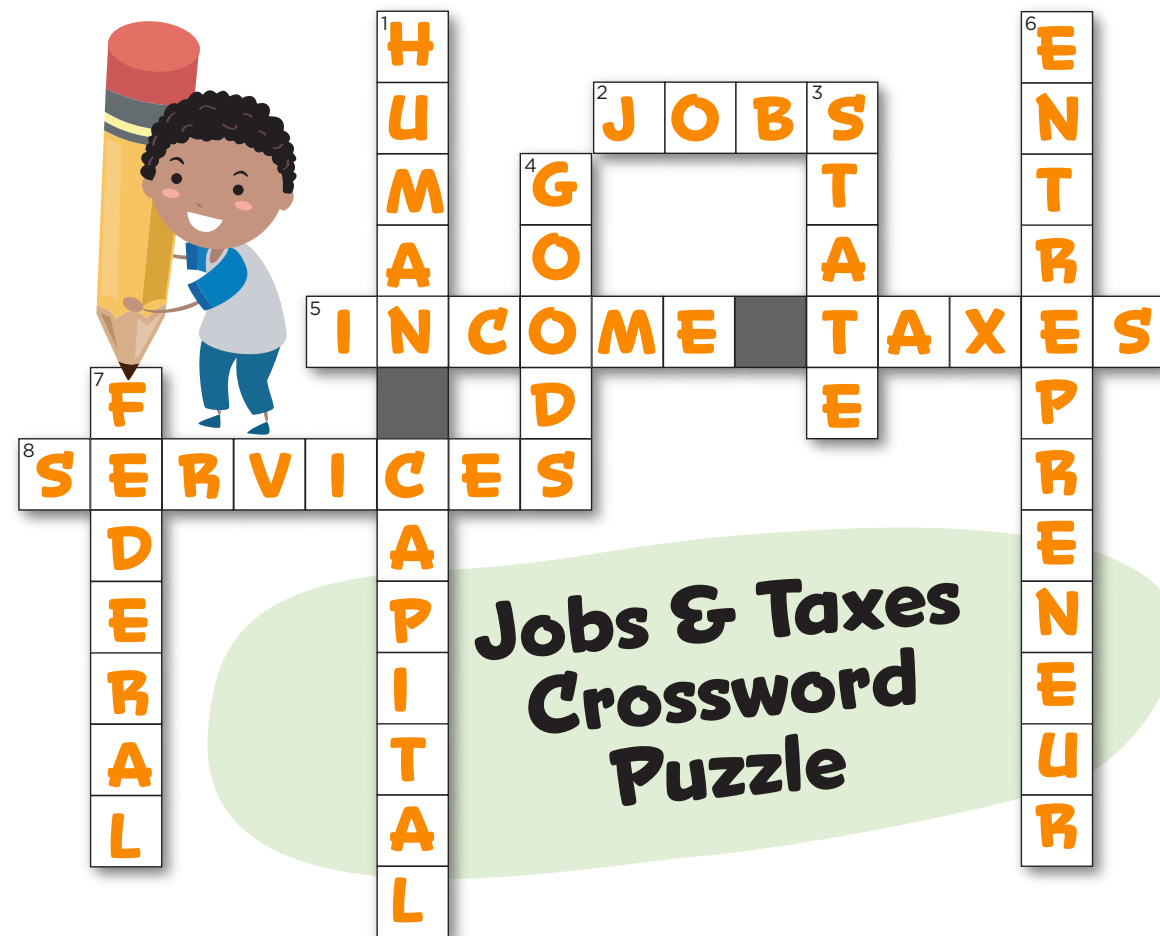 1 HUMAN CAPITAL
2 JOBS
3 STATE
4 GOODS
5 INCOME TAXES
6 ENTREPRENEUR
7 FEDERAL
8 SERVICES
Jobs & Taxes
Crossword
Puzzle